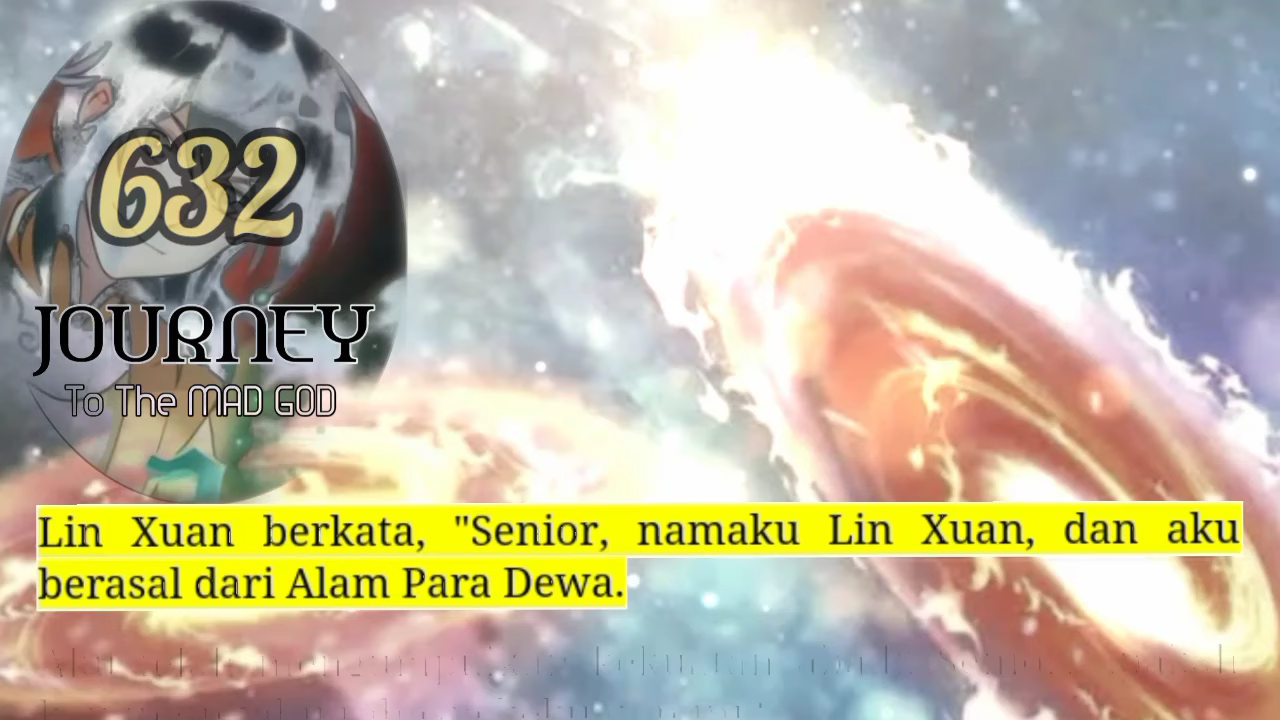 632
JOURNEY
To The MAD GOD
Lin Xuan berkata, "Senior, namaku Lin Xuan, dan aku
berasal dari Alam Para Dewa.